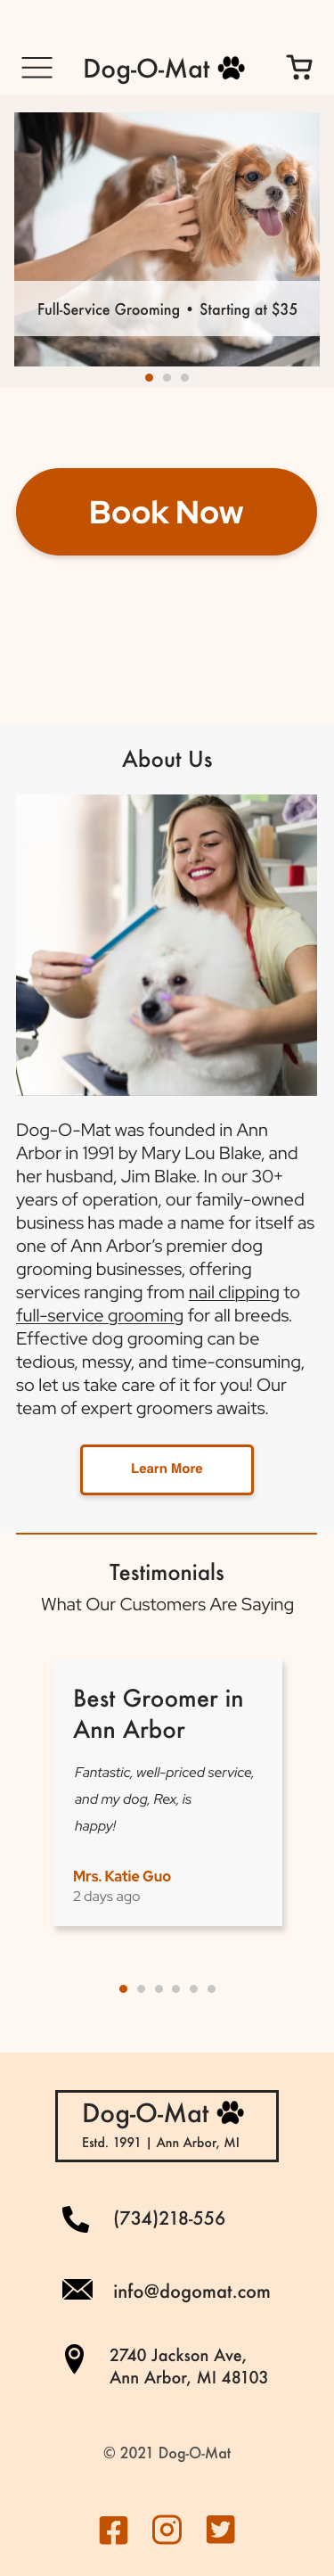 Dog-O-Mat
Full-Service Grooming • Starting at $35
Book Now
About Us
Dog-O-Mat was founded in Ann
Arbor in 1991 by Mary Lou Blake, and
her husband, Jim Blake. In our 30+
years of operation, our family-owned
business has made a name for itself as
one of Ann Arbor's premier dog
grooming businesses, offering
services ranging from nail clipping to
full-service grooming for all breeds.
Effective dog grooming can be
tedious, messy, and time-consuming,
so let us take care of it for you! Our
team of expert groomers awaits.
Learn More
Testimonials
What Our Customers Are Saying
Best Groomer in
Ann Arbor
Fantastic, well-priced service,
and my dog, Rex, is
happy!
Mrs. Katie Guo
2 days ago
Dog-O-Mat
Estd. 1991 | Ann Arbor, MI
(734)218-556
info@dogomat.com
2740 Jackson Ave,
Ann Arbor, MI 48103
© 2021 Dog-O-Mat